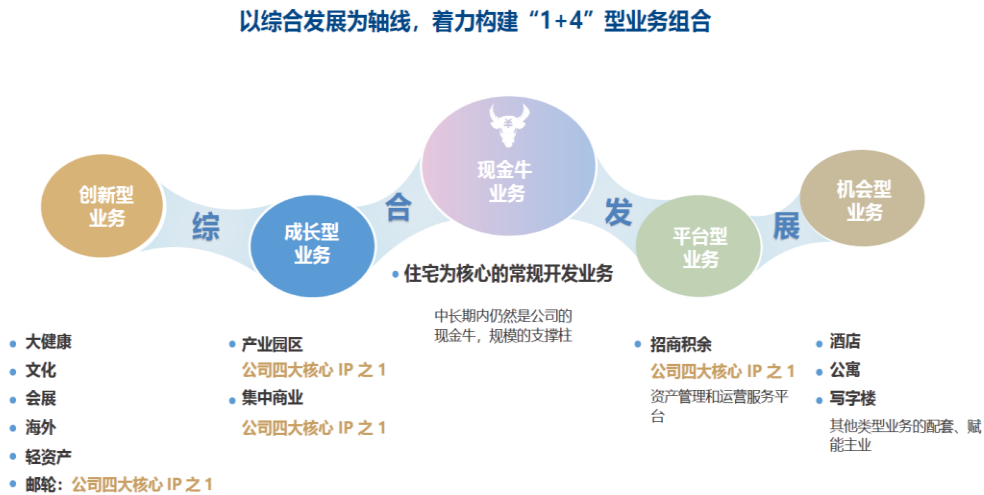 以综合发展为轴线，着力构建“1+4”型业务组合
创新型
业务
综
成长型
业务
合
现金牛
业务
发
平台型
业务
展
机会型
业务
• 住宅为核心的常规开发业务
中长期内仍然是公司的
现金牛，规模的支撑柱
• 大健康
• 文化
• 会展
• 海外
• 轻资产
• 邮轮：公司四大核心 IP 之 1
• 产业园区
公司四大核心 IP 之 1
• 集中商业
公司四大核心 IP 之 1
• 招商积余
公司四大核心 IP 之 1
资产管理和运营服务平
台
• 酒店
• 公寓
• 写字楼
其他类型业务的配套、赋
能主业